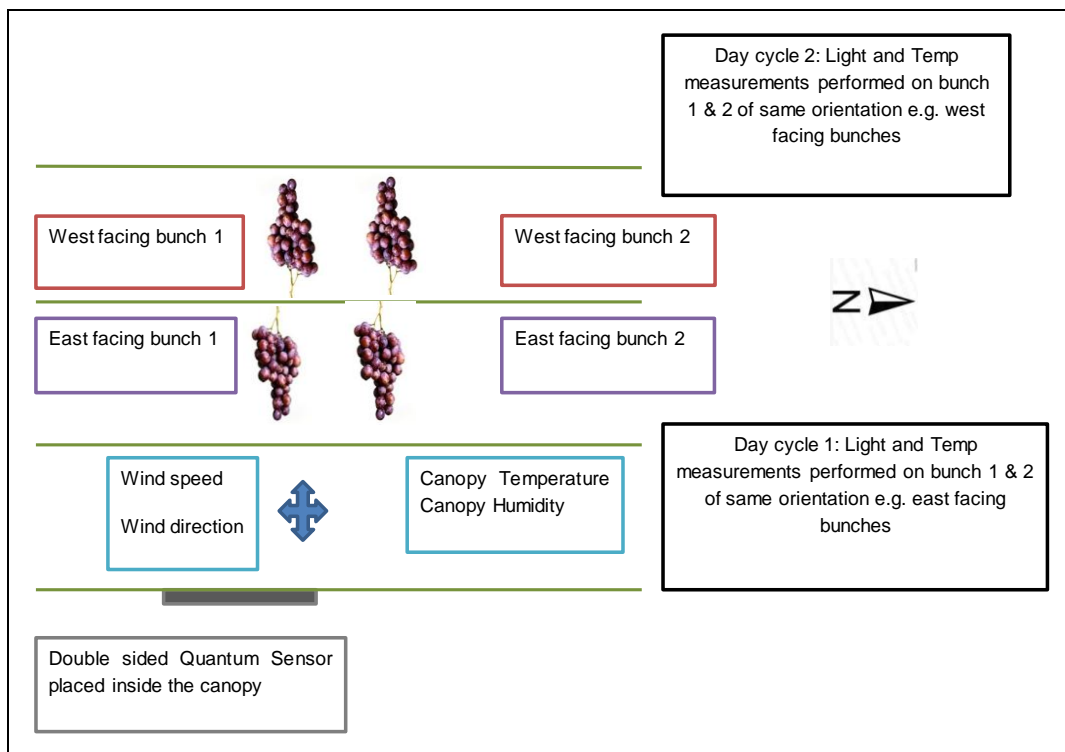 Day cycle 2: Light and Temp
measurements performed on bunch
1 & 2 of same orientation e.g. west
facing bunches
West facing bunch 1
West facing bunch 2
N
East facing bunch 1
East facing bunch 2
Day cycle 1: Light and Temp
measurements performed on bunch 1 & 2
of same orientation e.g. east facing
bunches
Wind speed
Wind direction
Canopy Temperature
Canopy Humidity
Double sided Quantum Sensor
placed inside the canopy